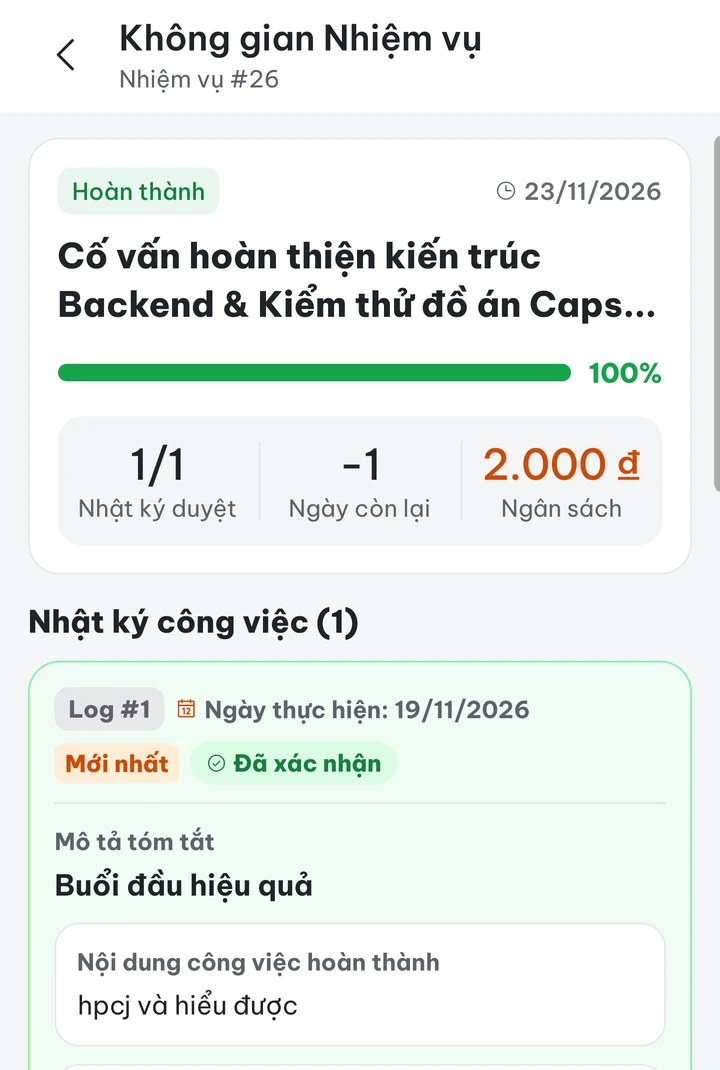 Không gian Nhiệm vụ
Nhiệm vụ #26
Hoàn thành
23/11/2026
Cố vấn hoàn thiện kiến trúc
Backend & Kiểm thử đồ án Caps...
100%
1/1
-1
2.000 đ
Nhật ký duyệt
Ngày còn lại
Ngân sách
Nhật ký công việc (1)
Log #1
12
Ngày thực hiện: 19/11/2026
Mới nhất
Đã xác nhận
Mô tả tóm tắt
Buổi đầu hiệu quả
Nội dung công việc hoàn thành
hpcj và hiểu được